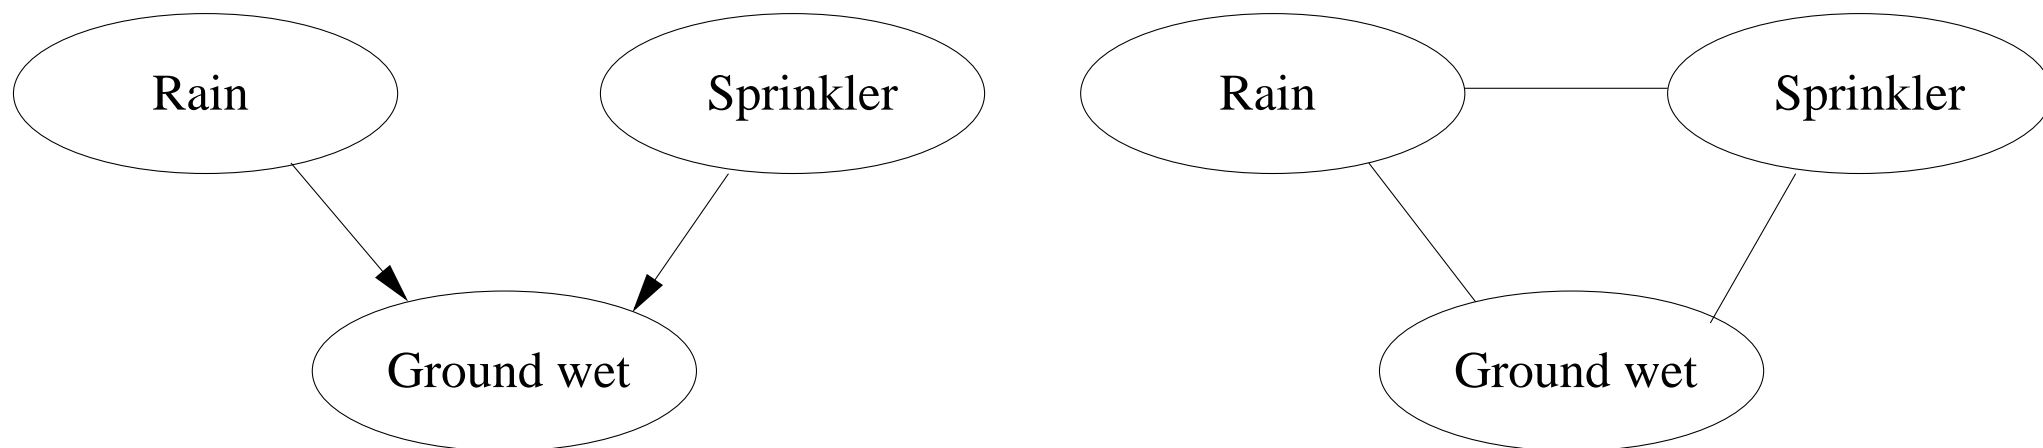 Rain
Sprinkler
Rain
Sprinkler
Ground wet
Ground wet